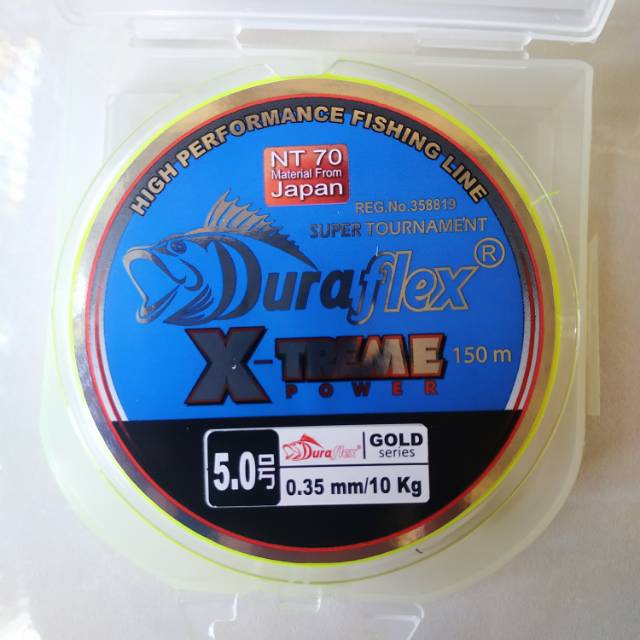 HIGH PERFORMANCE FISHING LINE
NT 70
Material From
Japan
REG.No.358819
SUPER TOURNAMENT
Duraflex®
X-TREME
150 m
POWER
5.0号
Duraflex
GOLD
series
0.35 mm/10 Kg